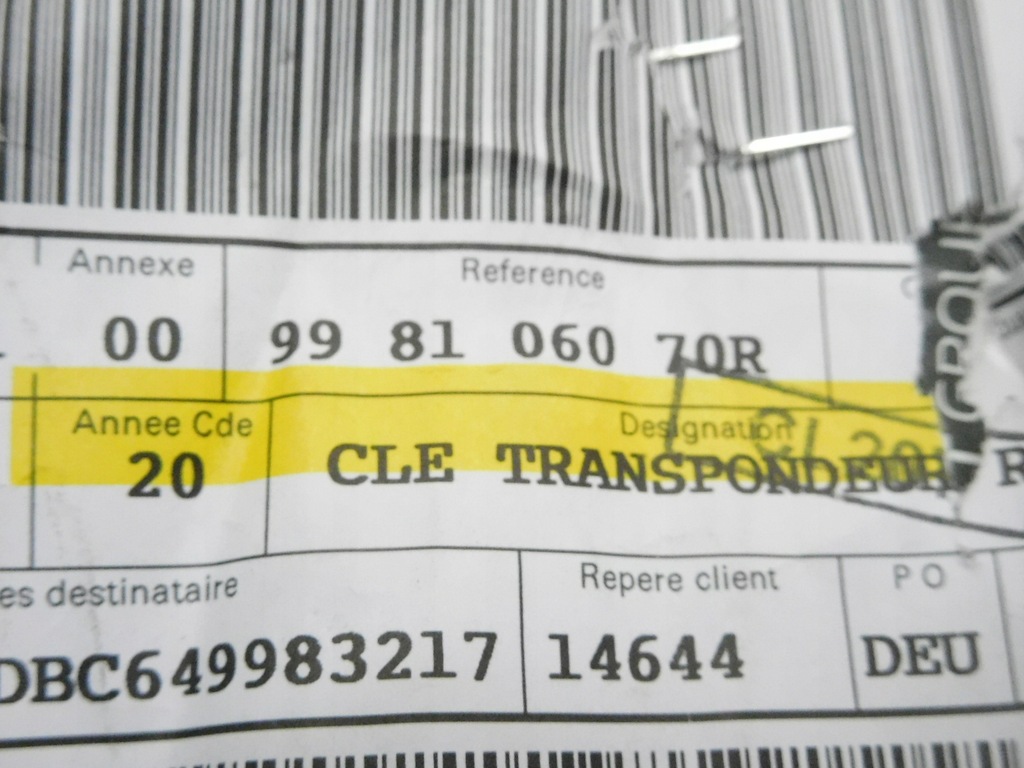 Annexe Reference
00 99 81 060 70R
GROU
Annee Cde Designation
20 CLE TRANSPONDEUR R
es destinataire Repere client P O
DBC649983217 14644 DEU